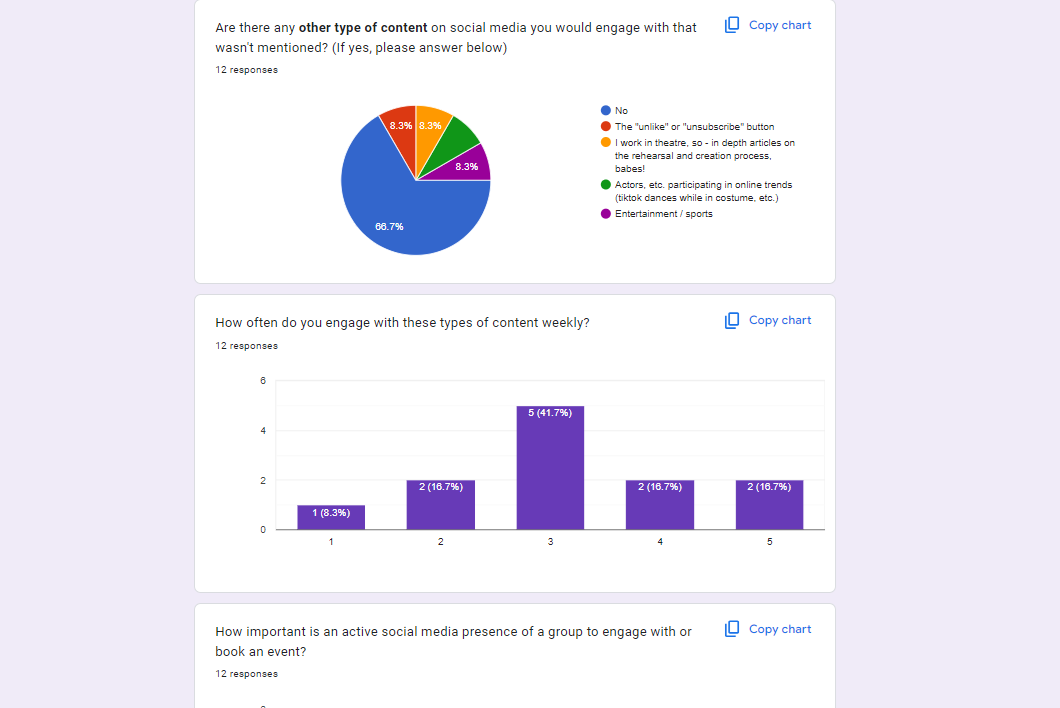 Are there any other type of content on social media you would engage with that
wasn't mentioned? (If yes, please answer below)
Copy chart
12 responses
8.3%
8.3%
8.3%
66.7%
No
The "unlike" or "unsubscribe" button
I work in theatre, so - in depth articles on
the rehearsal and creation process,
babes!
Actors, etc. participating in online trends
(tiktok dances while in costume, etc.)
Entertainment / sports
How often do you engage with these types of content weekly?
Copy chart
12 responses
6
4
2
0
1 (8.3%)
2 (16.7%)
5 (41.7%)
2 (16.7%)
2 (16.7%)
1
2
3
4
5
How important is an active social media presence of a group to engage with or
book an event?
Copy chart
12 responses